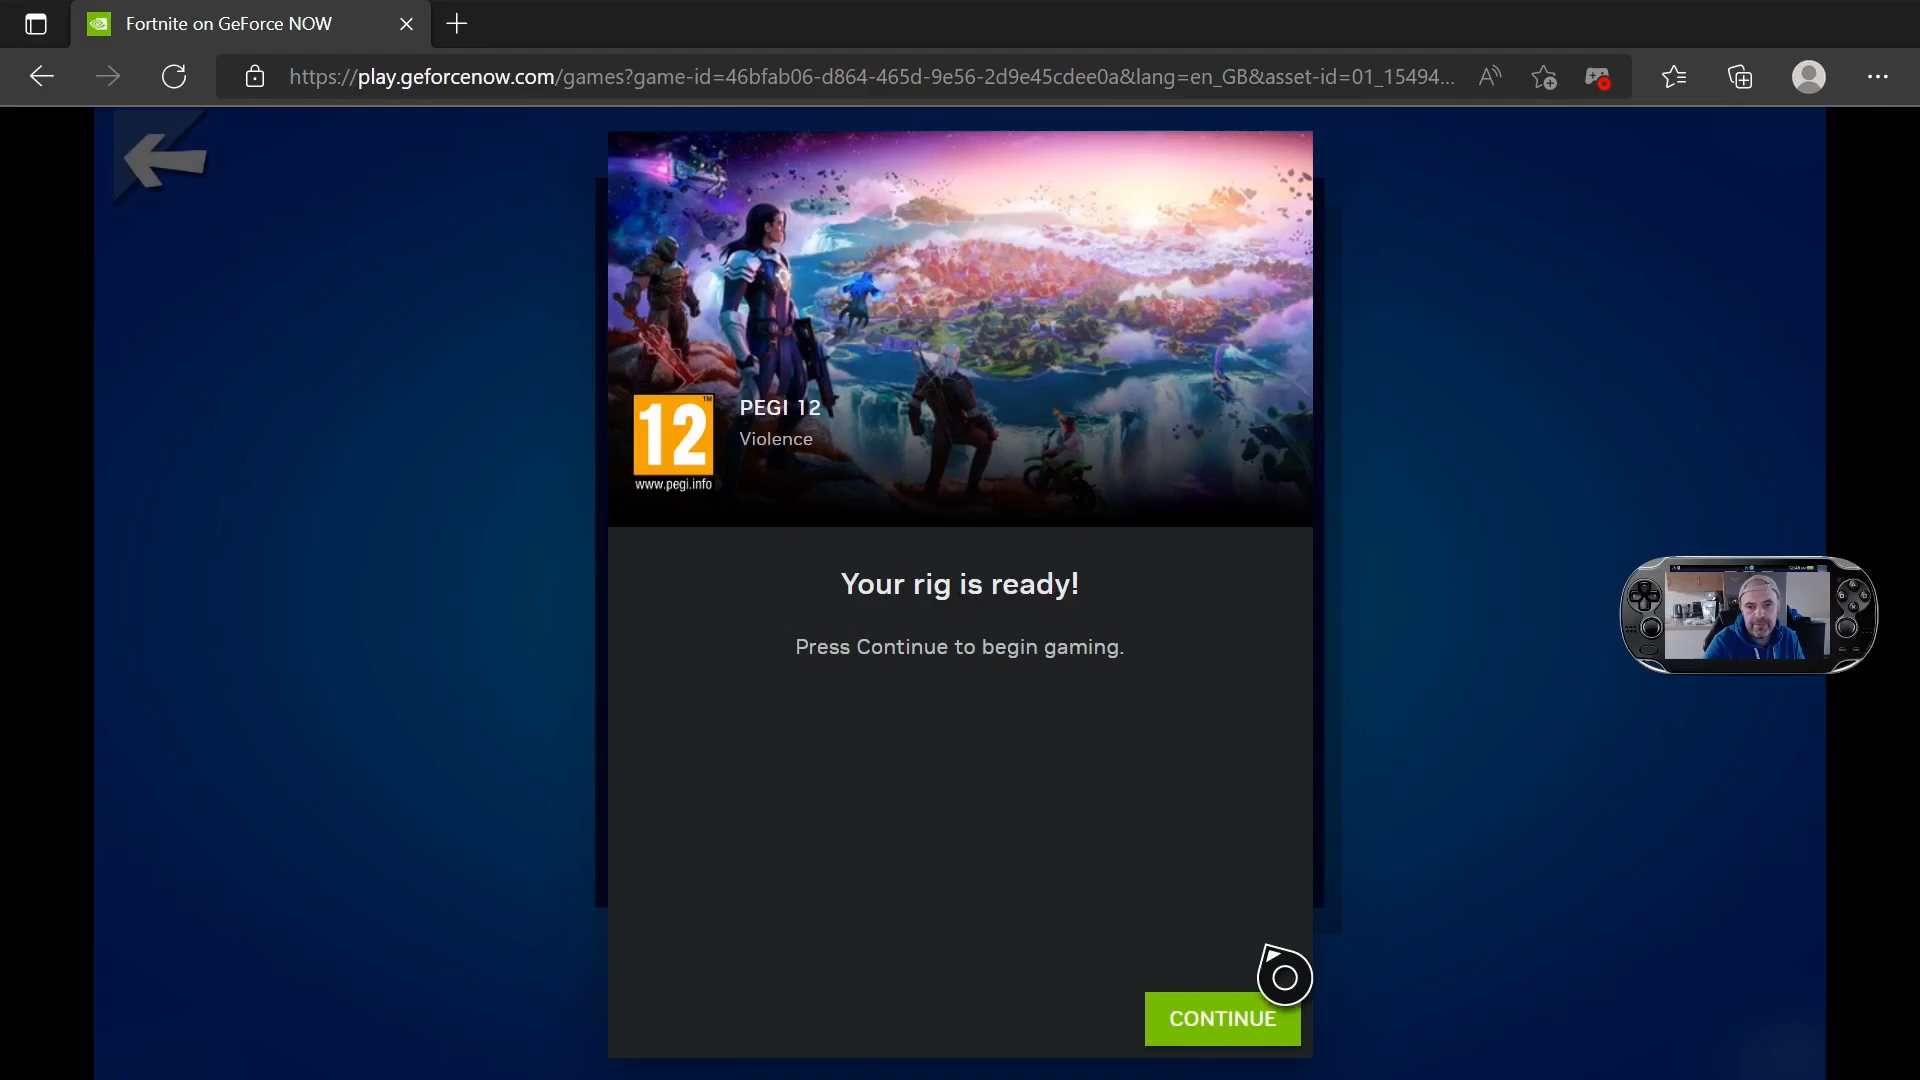 Fortnite on GeForce NOW
https://play.geforcenow.com/games?game-id=46bfab06-d864-465d-9e56-2d9e45cdee0a&lang=en_GB&asset-id=01_15494...
12
PEGI 12
Violence
www.pegi.info
Your rig is ready!
Press Continue to begin gaming.
CONTINUE